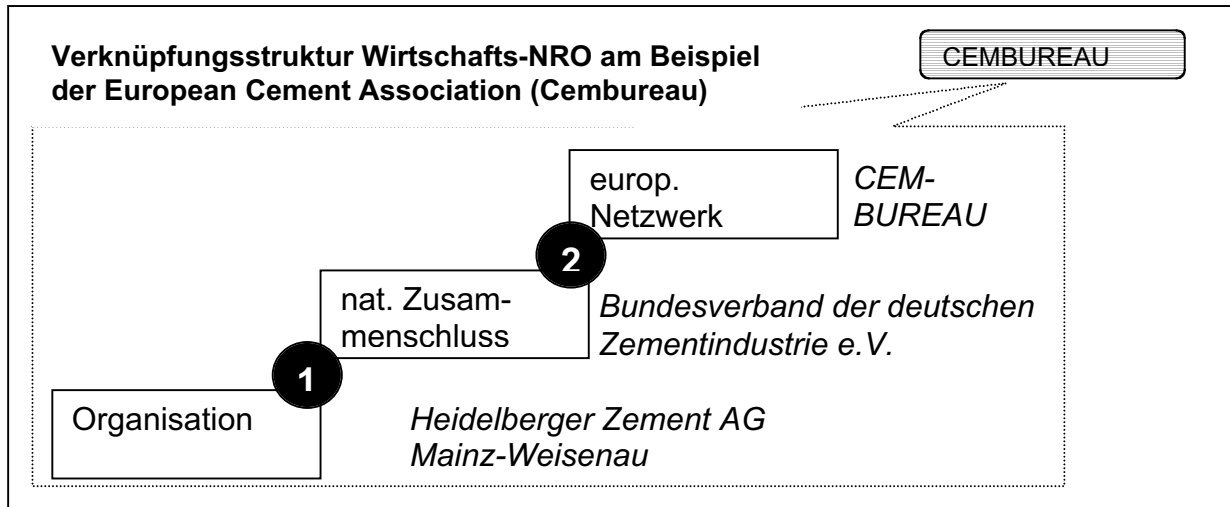 Verknüpfungsstruktur Wirtschafts-NRO am Beispiel
der European Cement Association (Cembureau)
CEMBUREAU
europ.
Netzwerk
CEM-
BUREAU
2
nat. Zusam-
menschluss
Bundesverband der deutschen
Zementindustrie e.V.
1
Organisation
Heidelberger Zement AG
Mainz-Weisenau